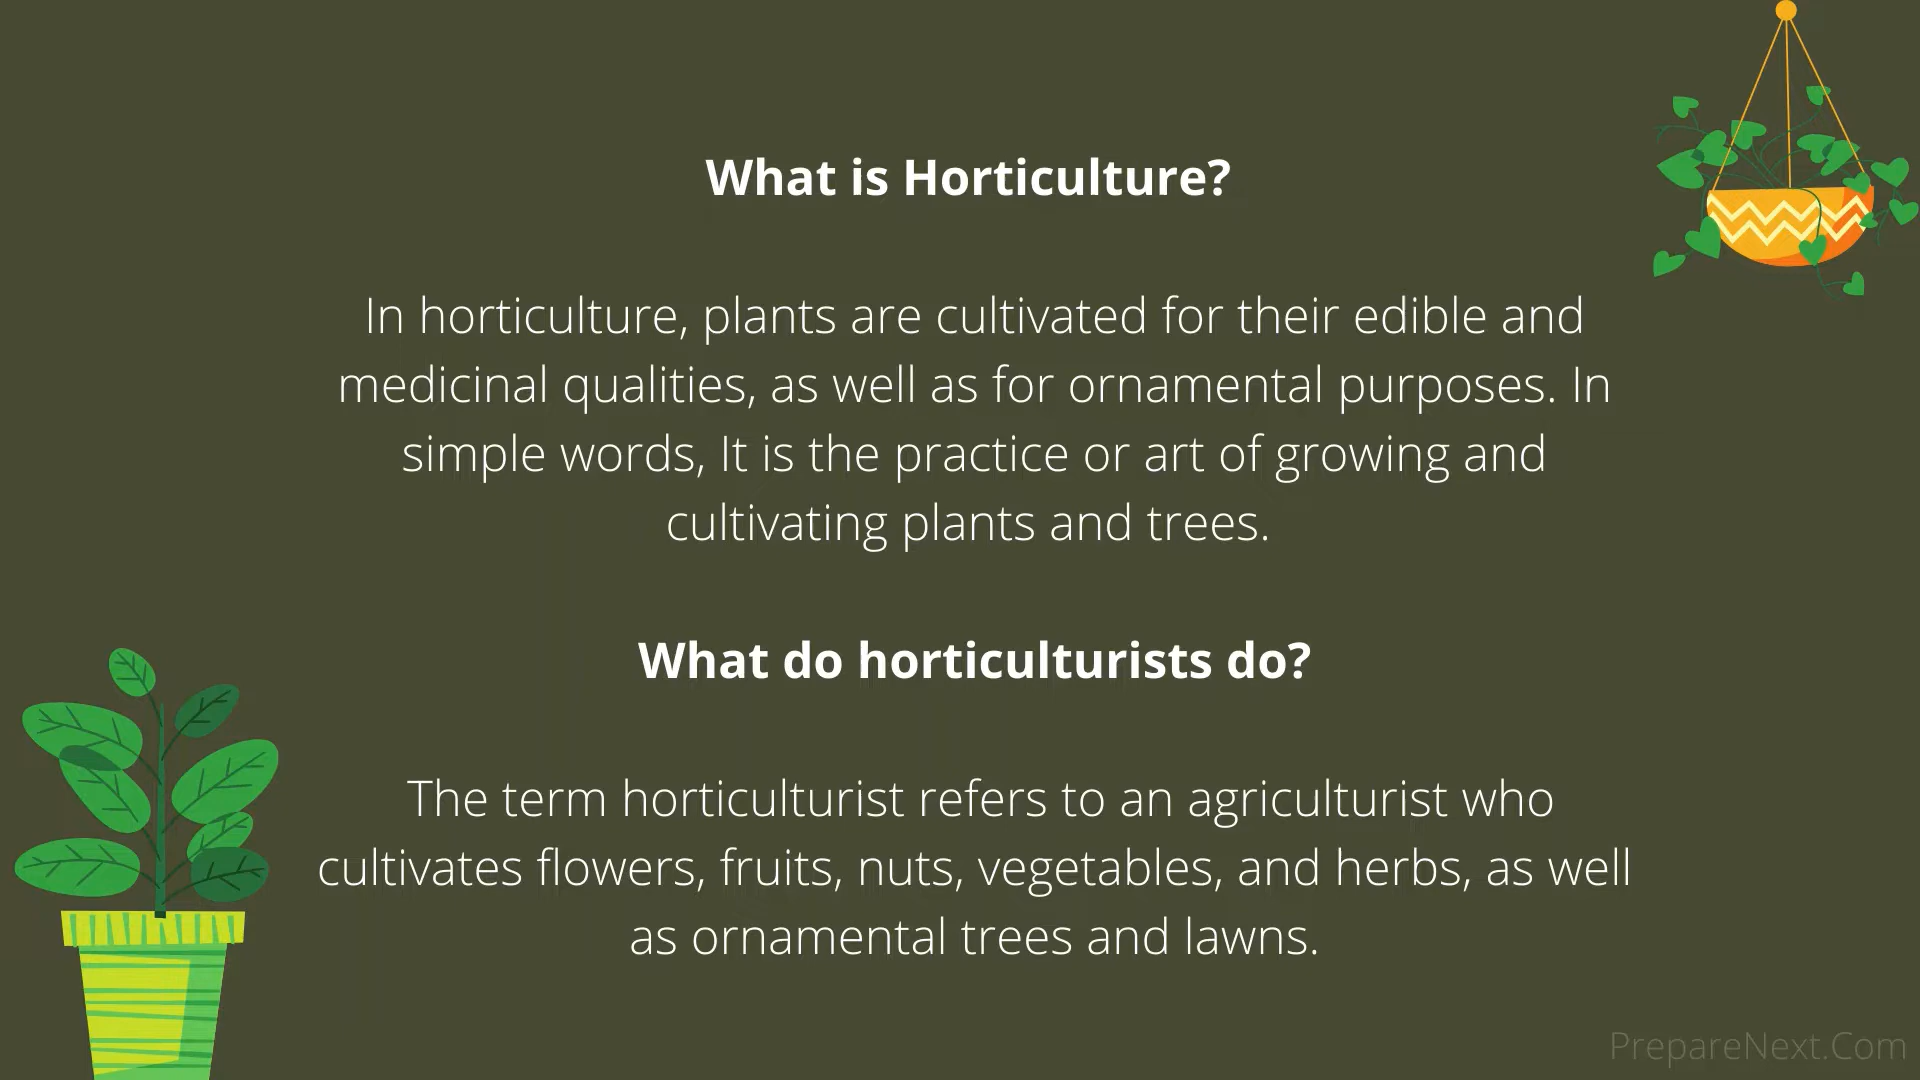 What is Horticulture?
In horticulture, plants are cultivated for their edible and
medicinal qualities, as well as for ornamental purposes. In
simple words, It is the practice or art of growing and
cultivating plants and trees.
What do horticulturists do?
The term horticulturist refers to an agriculturist who
cultivates flowers, fruits, nuts, vegetables, and herbs, as well
as ornamental trees and lawns.
PrepareNext.Com